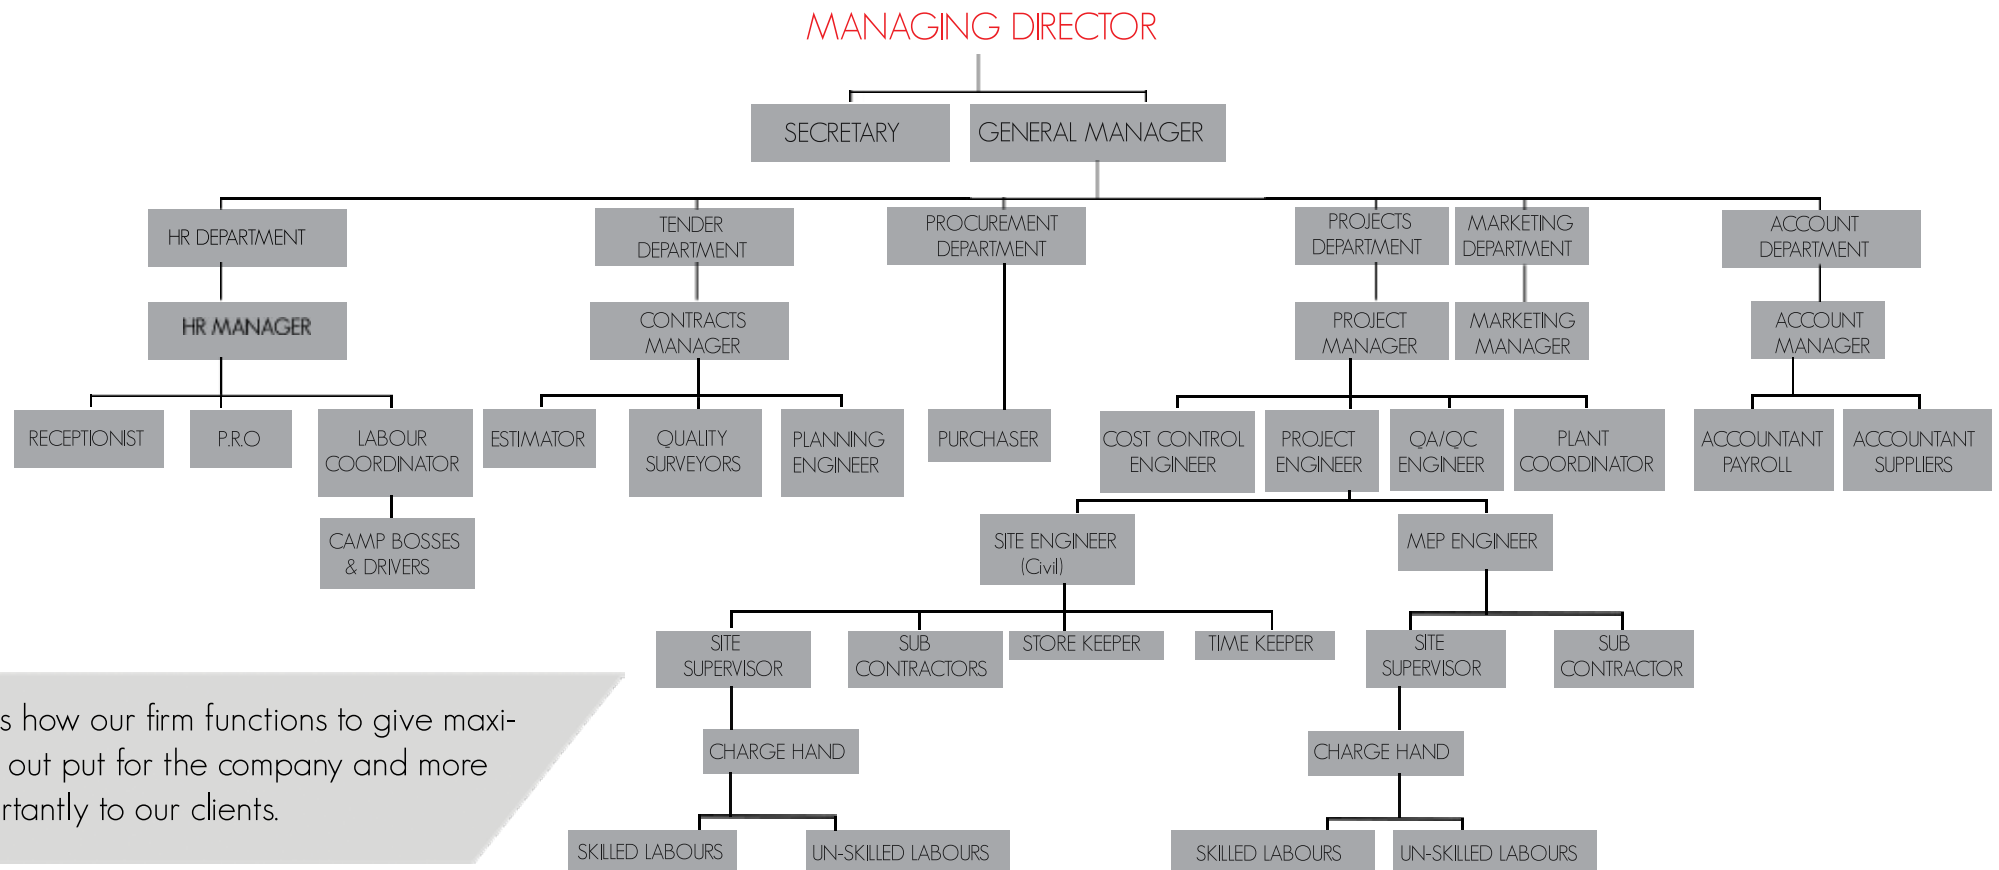 MANAGING DIRECTOR
SECRETARY
GENERAL MANAGER
HR DEPARTMENT
TENDER
DEPARTMENT
PROCUREMENT
DEPARTMENT
PROJECTS
DEPARTMENT
MARKETING
DEPARTMENT
ACCOUNT
DEPARTMENT
HR MANAGER
CONTRACTS
MANAGER
PROJECT
MANAGER
MARKETING
MANAGER
ACCOUNT
MANAGER
RECEPTIONIST
P.R.O
LABOUR
COORDINATOR
ESTIMATOR
QUALITY
SURVEYORS
PLANNING
ENGINEER
PURCHASER
COST CONTROL
ENGINEER
PROJECT
ENGINEER
QA/QC
ENGINEER
PLANT
COORDINATOR
ACCOUNTANT
PAYROLL
ACCOUNTANT
SUPPLIERS
CAMP BOSSES
& DRIVERS
SITE ENGINEER
(Civil)
MEP ENGINEER
SITE
SUPERVISOR
SUB
CONTRACTORS
STORE KEEPER
TIME KEEPER
SITE
SUPERVISOR
SUB
CONTRACTOR
CHARGE HAND
CHARGE HAND
SKILLED LABOURS
UN-SKILLED LABOURS
SKILLED LABOURS
UN-SKILLED LABOURS
s how our firm functions to give maxi-
out put for the company and more
rtantly to our clients.